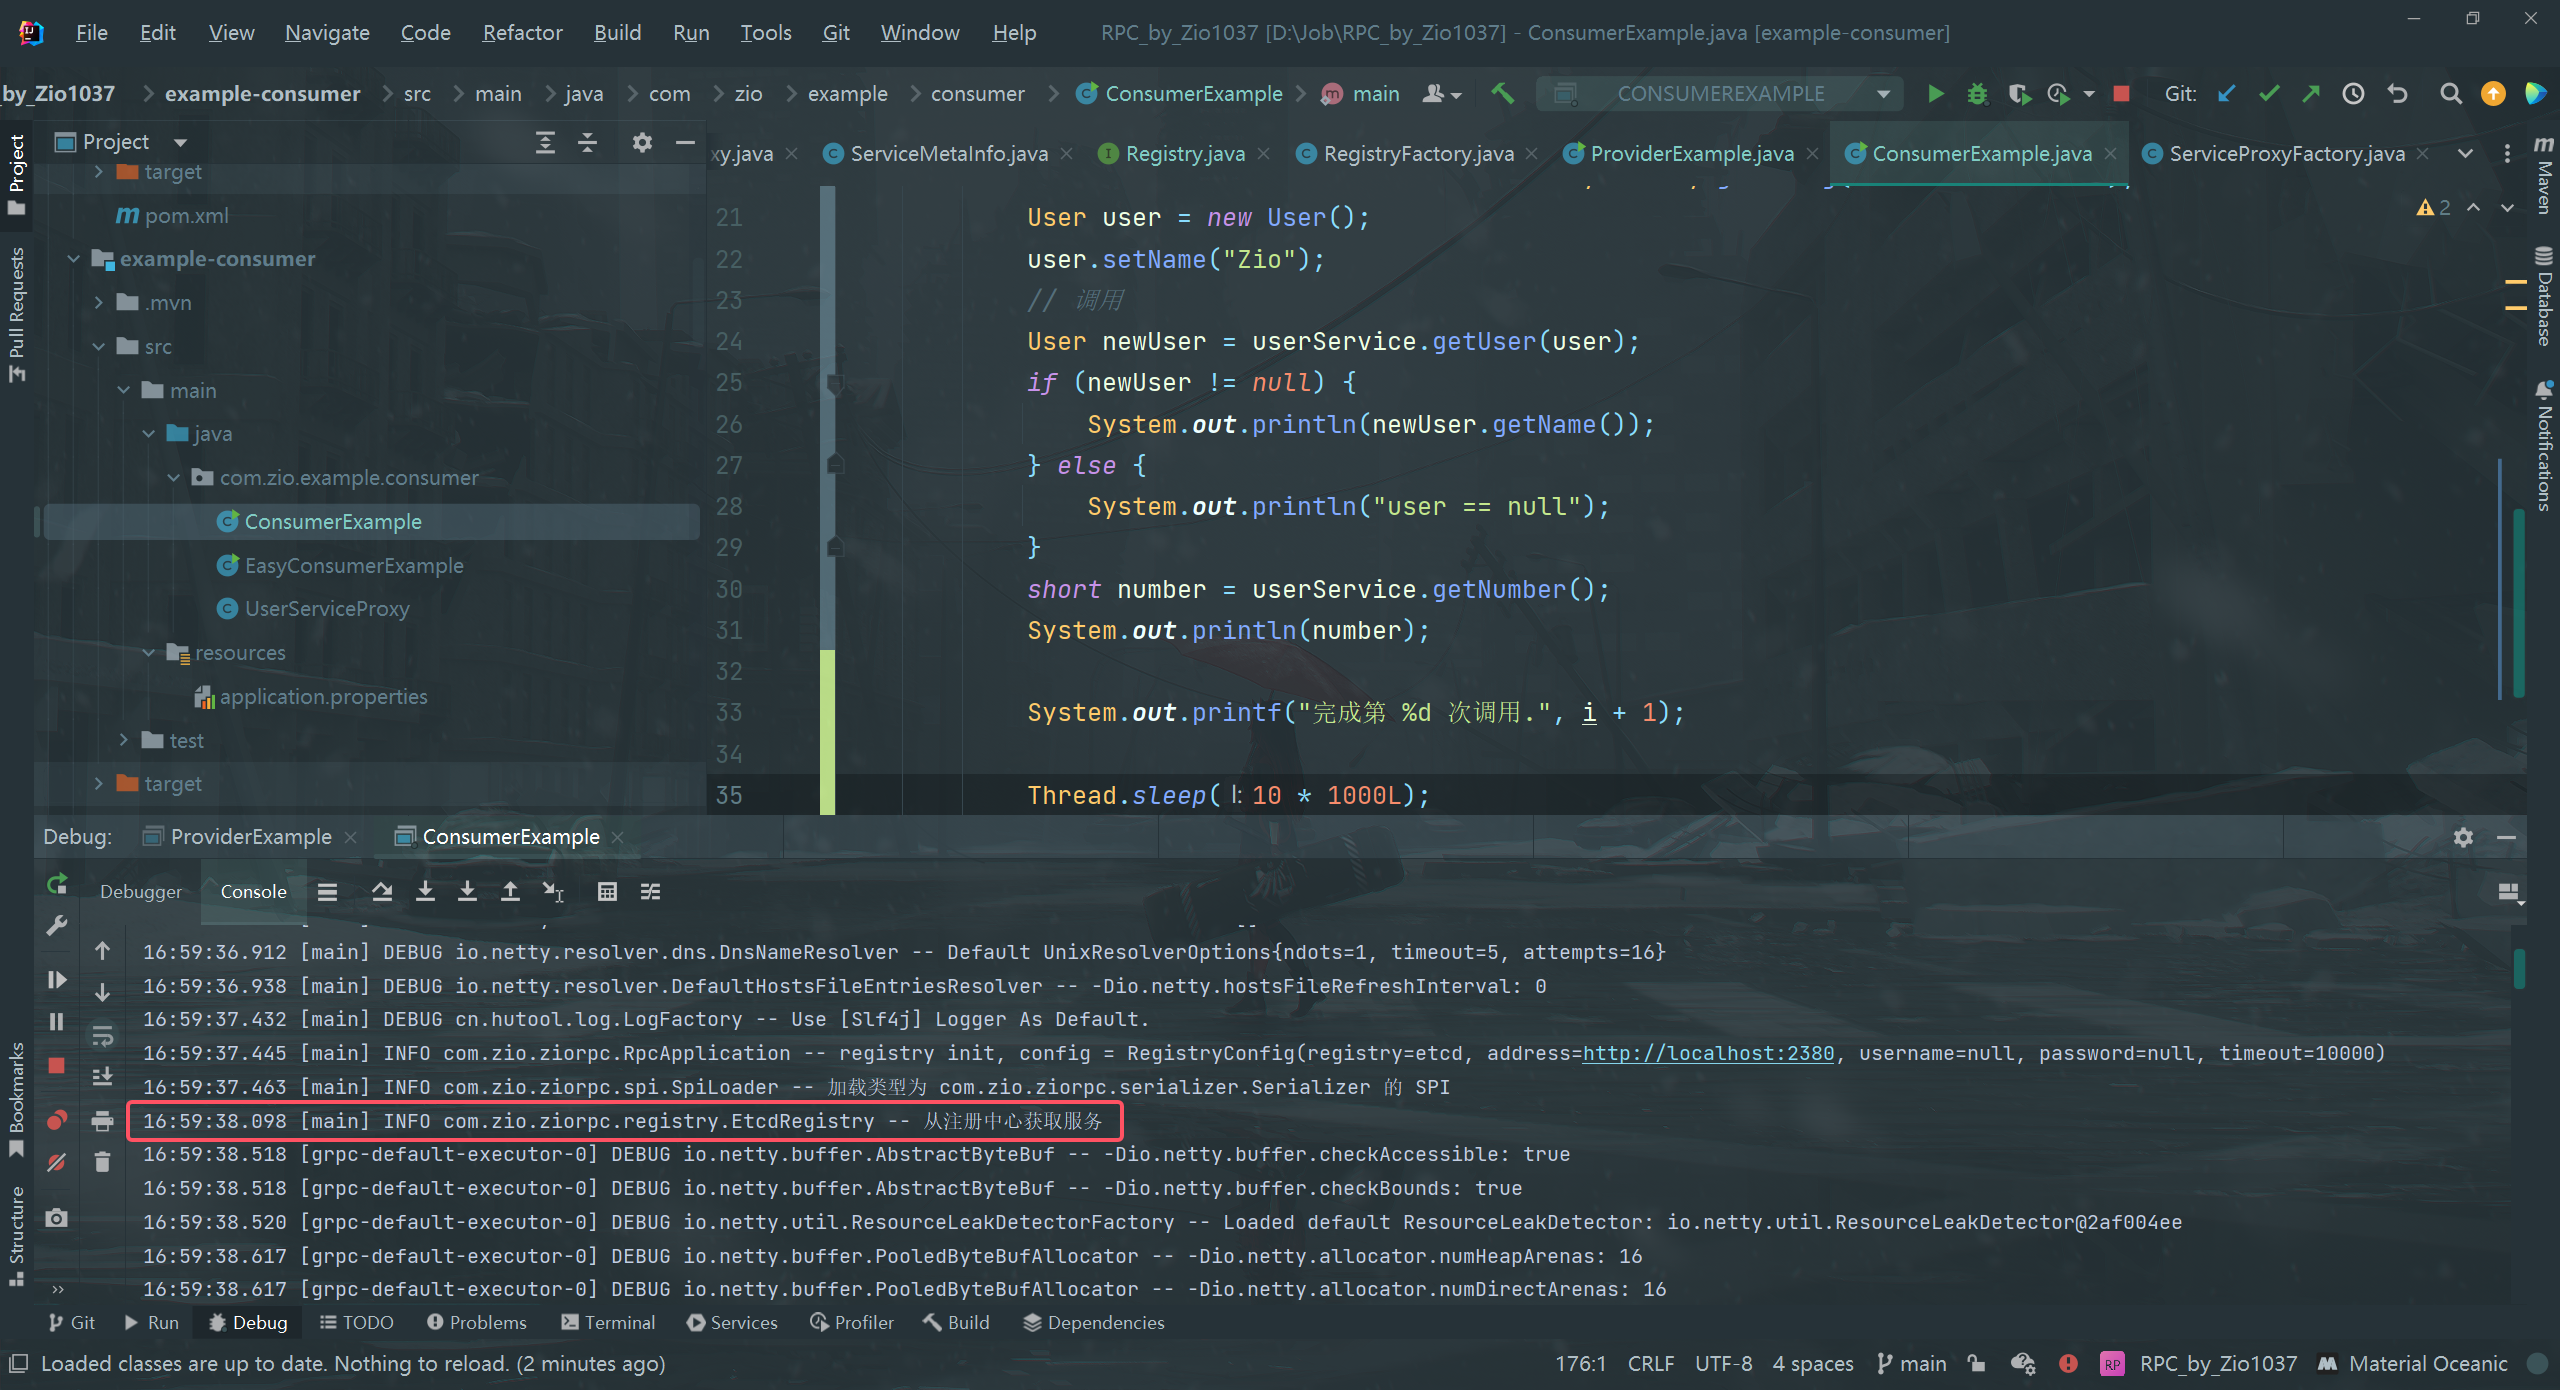 File Edit View Navigate Code Refactor Build Run Tools Git Window Help RPC_by_Zio1037 [D:\Job\RPC_by_Zio1037] - ConsumerExample.java [example-consumer]
by_Zio1037 example-consumer src main java com zio example consumer ConsumerExample main CONSUMEREXAMPLE Git:
Project
xy.java ServiceMetaInfo.java Registry.java RegistryFactory.java ProviderExample.java ConsumerExample.java ServiceProxyFactory.java
Project
Pull Requests
Bookmarks
Structure
target
pom.xml
example-consumer
.mvn
src
main
java
com.zio.example.consumer
ConsumerExample
EasyConsumerExample
UserServiceProxy
resources
application.properties
test
target
2
21 User user = new User();
22 user.setName("Zio");
23 // 调用
24 User newUser = userService.getUser(user);
25 if (newUser != null) {
26 System.out.println(newUser.getName());
27 } else {
28 System.out.println("user == null");
29 }
30 short number = userService.getNumber();
31 System.out.println(number);
32
33 System.out.printf("完成第 %d 次调用.", i + 1);
34
35 Thread.sleep( l: 10 * 1000L);
Maven
Database
Notifications
Debug: ProviderExample ConsumerExample
Debugger Console
16:59:36.912 [main] DEBUG io.netty.resolver.dns.DnsNameResolver -- Default UnixResolverOptions{ndots=1, timeout=5, attempts=16}
16:59:36.938 [main] DEBUG io.netty.resolver.DefaultHostsFileEntriesResolver -- -Dio.netty.hostsFileRefreshInterval: 0
16:59:37.432 [main] DEBUG cn.hutool.log.LogFactory -- Use [Slf4j] Logger As Default.
16:59:37.445 [main] INFO com.zio.ziorpc.RpcApplication -- registry init, config = RegistryConfig(registry=etcd, address=http://localhost:2380, username=null, password=null, timeout=10000)
16:59:37.463 [main] INFO com.zio.ziorpc.spi.SpiLoader -- 加载类型为 com.zio.ziorpc.serializer.Serializer 的 SPI
16:59:38.098 [main] INFO com.zio.ziorpc.registry.EtcdRegistry -- 从注册中心获取服务
16:59:38.518 [grpc-default-executor-0] DEBUG io.netty.buffer.AbstractByteBuf -- -Dio.netty.buffer.checkAccessible: true
16:59:38.518 [grpc-default-executor-0] DEBUG io.netty.buffer.AbstractByteBuf -- -Dio.netty.buffer.checkBounds: true
16:59:38.520 [grpc-default-executor-0] DEBUG io.netty.util.ResourceLeakDetectorFactory -- Loaded default ResourceLeakDetector: io.netty.util.ResourceLeakDetector@2af004ee
16:59:38.617 [grpc-default-executor-0] DEBUG io.netty.buffer.PooledByteBufAllocator -- -Dio.netty.allocator.numHeapArenas: 16
16:59:38.617 [grpc-default-executor-0] DEBUG io.netty.buffer.PooledByteBufAllocator -- -Dio.netty.allocator.numDirectArenas: 16
Git Run Debug TODO Problems Terminal Services Profiler Build Dependencies
Loaded classes are up to date. Nothing to reload. (2 minutes ago) 176:1 CRLF UTF-8 4 spaces main RP RPC_by_Zio1037 Material Oceanic